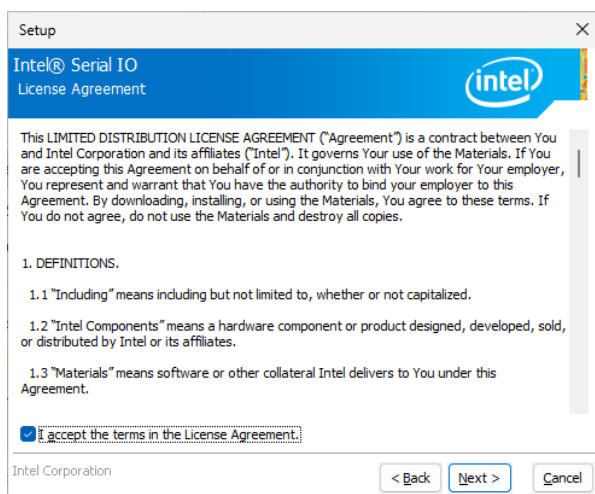 Setup
Intel® Serial IO
License Agreement
intel
This LIMITED DISTRIBUTION LICENSE AGREEMENT ("Agreement") is a contract between You
and Intel Corporation and its affiliates ("Intel"). It governs Your use of the Materials. If You
are accepting this Agreement on behalf of or in conjunction with Your work for Your employer,
You represent and warrant that You have the authority to bind your employer to this
Agreement. By downloading, installing, or using the Materials, You agree to these terms. If
You do not agree, do not use the Materials and destroy all copies.
1. DEFINITIONS.
1.1 "Including" means including but not limited to, whether or not capitalized.
1.2 "Intel Components" means a hardware component or product designed, developed, sold,
or distributed by Intel or its affiliates.
1.3 "Materials" means software or other collateral Intel delivers to You under this
Agreement.
I accept the terms in the License Agreement.
Intel Corporation
< Back
Next >
Cancel